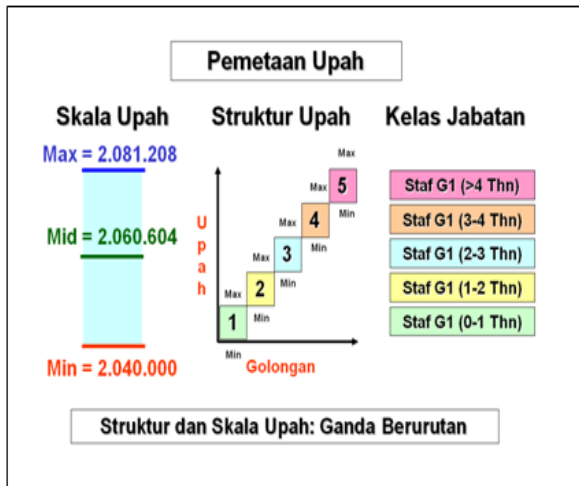 Pemetaan Upah
Skala Upah
Max = 2.081.208
Mid = 2.060.604
Min = 2.040.000
Struktur Upah
U
p
a
h
Max
5
Max
Min
4
Max
Min
3
Max
Min
2
Max
Min
1
Min
Golongan
Kelas Jabatan
Staf G1 (>4 Thn)
Staf G1 (3-4 Thn)
Staf G1 (2-3 Thn)
Staf G1 (1-2 Thn)
Staf G1 (0-1 Thn)
Struktur dan Skala Upah: Ganda Berurutan